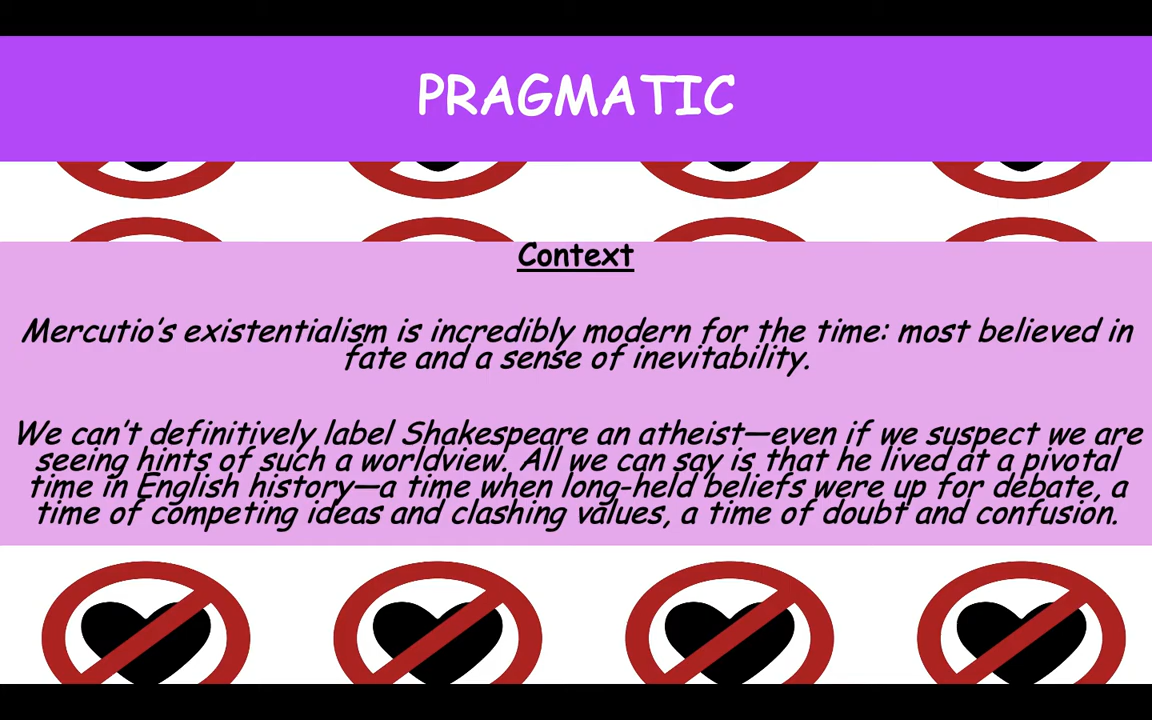 PRAGMATIC
Context
Mercutio's existentialism is incredibly modern for the time: most believed in
fate and a sense of inevitability.
We can't definitively label Shakespeare an atheist—even if we suspect we are
seeing hints of such a worldview. All we can say is that he lived at a pivotal
time in English history—a time when long-held beliefs were up for debate, a
time of competing ideas and clashing values, a time of doubt and confusion.